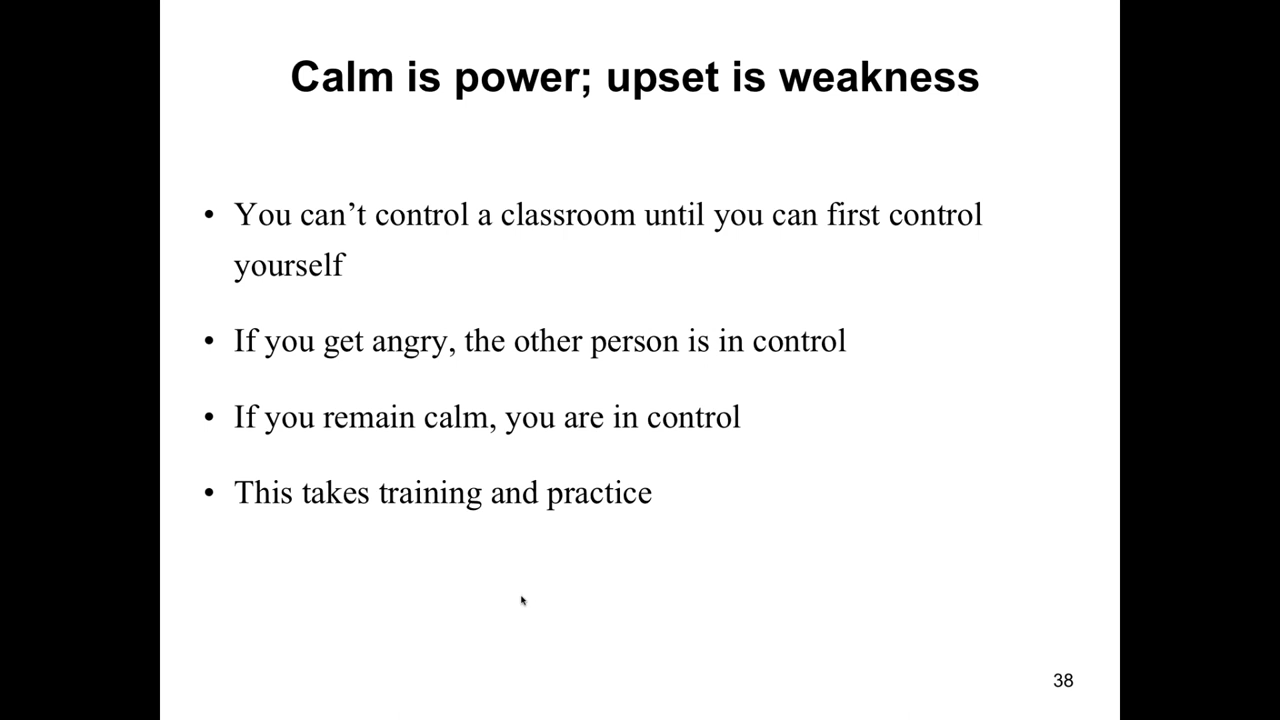 Calm is power; upset is weakness
• You can’t control a classroom until you can first control
yourself
• If you get angry, the other person is in control
• If you remain calm, you are in control
• This takes training and practice
38